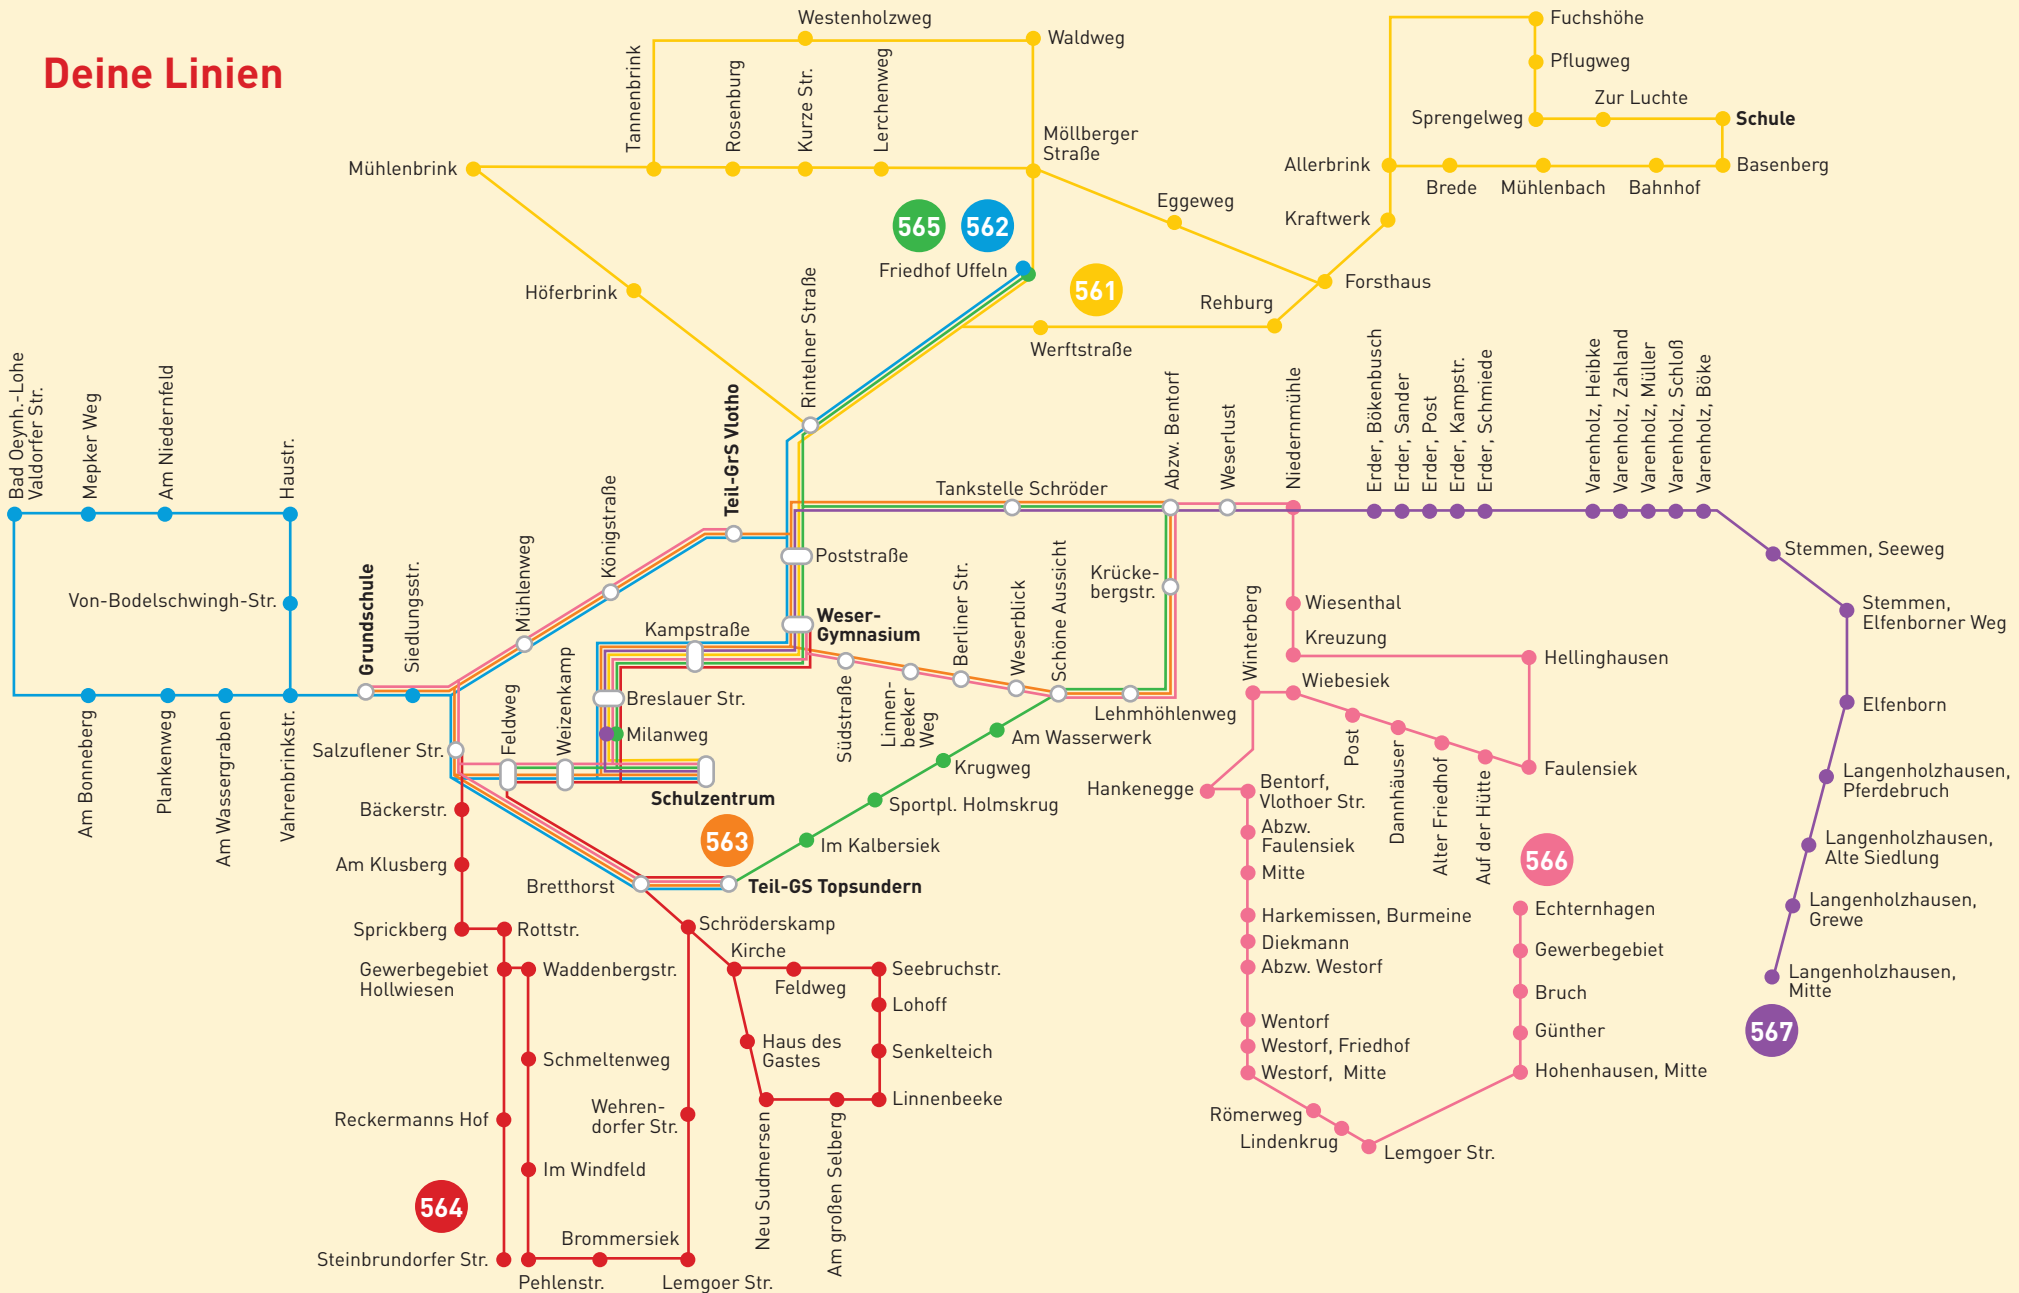 Deine Linien
Westenholzweg
Waldweg
Tannenbrink
Rosenburg
Kurze Str.
Lerchenweg
Möllberger
Straße
Mühlenbrink
Höferbrink
Fuchshöhe
Pflugweg
Zur Luchte
Sprengelweg
Schule
Allerbrink
Brede
Mühlenbach
Bahnhof
Basenberg
Kraftwerk
Eggeweg
Forsthaus
Rehburg
Werftstraße
565
562
561
Friedhof Uffeln
Rintelner Straße
Bad Oeynh.-Lohe
Valdorfer Str.
Mepker Weg
Am Niedernfeld
Haustr.
Von-Bodelschwingh-Str.
Grundschule
Siedlungsstr.
Am Bonneberg
Plankenweg
Am Wassergraben
Vahrenbrinkstr.
Mühlenweg
Königstraße
Teil-GrS Vlotho
Poststraße
Weser-
Gymnasium
Kampstraße
Breslauer Str.
Milanweg
Feldweg
Weizenkamp
Salzuflener Str.
Schulzentrum
563
Tankstelle Schröder
Abzw. Bentorf
Weserlust
Niedernmühle
Krücke-
bergstr.
Südstraße
Linnen-
beeker
Weg
Berliner Str.
Weserblick
Schöne Aussicht
Lehmhöhlenweg
Am Wasserwerk
Krugweg
Sportpl. Holmskrug
Im Kalbersiek
Teil-GS Topsundern
Bretthorst
Erder, Bökenbusch
Erder, Sander
Erder, Post
Erder, Kampstr.
Erder, Schmiede
Varenholz, Heibke
Varenholz, Zahland
Varenholz, Müller
Varenholz, Schloß
Varenholz, Böke
Stemmen, Seeweg
Stemmen,
Elfenborner Weg
Elfenborn
Langenholzhausen,
Pferdebruch
Langenholzhausen,
Alte Siedlung
Langenholzhausen,
Grewe
Langenholzhausen,
Mitte
567
Wiesenthal
Kreuzung
Hellinghausen
Faulensiek
Auf der Hütte
Alter Friedhof
Dannhäuser
Post
Wiebesiek
Winterberg
Hankenegge
Bentorf,
Vlothoer Str.
Abzw.
Faulensiek
Mitte
Harkemissen, Burmeine
Diekmann
Abzw. Westorf
Wentorf
Westorf, Friedhof
Westorf, Mitte
Römerweg
Lindenkrug
Lemgoer Str.
Hohenhausen, Mitte
Günther
Bruch
Gewerbegebiet
Echternhagen
566
Bäckerstr.
Am Klusberg
Sprickberg
Rottstr.
Gewerbegebiet
Hollwiesen
Waddenbergstr.
Schmeltenweg
Reckermanns Hof
Im Windfeld
564
Steinbrundorfer Str.
Pehlenstr.
Brommersiek
Lemgoer Str.
Wehren-
dorfer Str.
Schröderskamp
Kirche
Feldweg
Seebruchstr.
Lohoff
Senkelteich
Linnenbeeke
Haus des
Gastes
Neu Sudmersen
Am großen Selberg